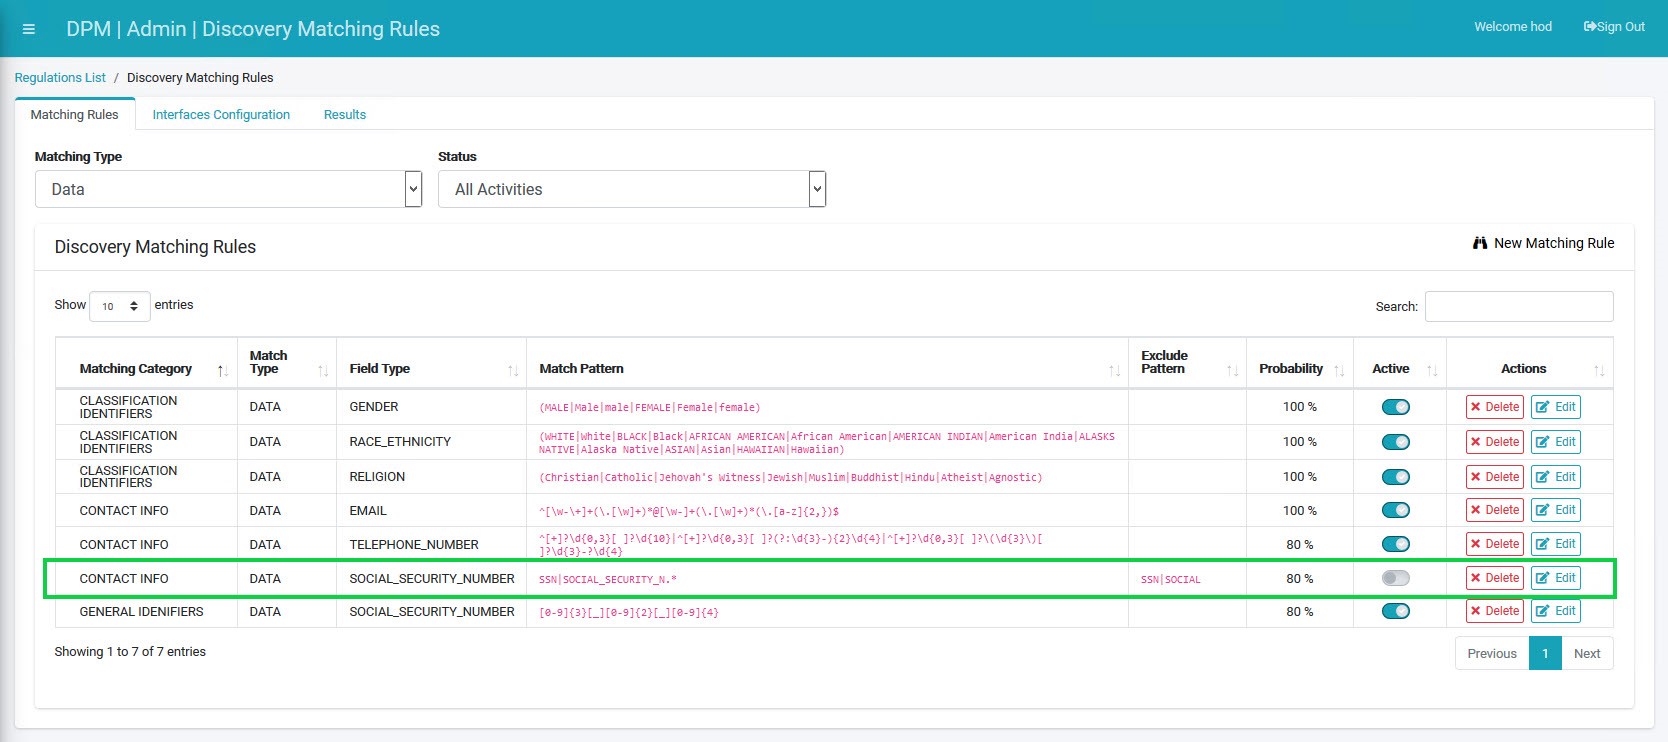 DPM | Admin | Discovery Matching Rules
Welcome hod
Sign Out
Regulations List / Discovery Matching Rules
Matching Rules
Interfaces Configuration
Results
Matching Type
Status
Data
All Activities
Discovery Matching Rules
New Matching Rule
Show 10 entries
Search:
Matching Category
Match
Type
Field Type
Match Pattern
Exclude
Pattern
Probability
Active
Actions
CLASSIFICATION
IDENTIFIERS
DATA
GENDER
(MALE|Male|male|FEMALE|Female|female)
100 %
Delete
Edit
CLASSIFICATION
IDENTIFIERS
DATA
RACE_ETHNICITY
(WHITE|White|BLACK|Black|AFRICAN AMERICAN|African American|AMERICAN INDIAN|American India|ALASKS
NATIVE|Alaska Native|ASIAN|Asian|HAWAIIAN|Hawaiian)
100 %
Delete
Edit
CLASSIFICATION
IDENTIFIERS
DATA
RELIGION
(Christian|Catholic|Jehovah's Witness|Jewish|Muslim|Buddhist|Hindu|Atheist|Agnostic)
100 %
Delete
Edit
CONTACT INFO
DATA
EMAIL
^[\w-\+]+(\.[\w]+)*@[\w-]+(\.[\w]+)*(\.[a-z]{2,})$
100 %
Delete
Edit
CONTACT INFO
DATA
TELEPHONE_NUMBER
^[+]?\d{0,3}[ ]?\d{10}|^[+]?\d{0,3}[ ]?(?:\d{3}-){2}\d{4}|^[+]?\d{0,3}[ ]?\(\d{3}\)[
]?\d{3}-?\d{4}
80 %
Delete
Edit
CONTACT INFO
DATA
SOCIAL_SECURITY_NUMBER
SSN|SOCIAL_SECURITY_N.*
SSN|SOCIAL
80 %
Delete
Edit
GENERAL IDENIFIERS
DATA
SOCIAL_SECURITY_NUMBER
[0-9]{3}[_][0-9]{2}[_][0-9]{4}
80 %
Delete
Edit
Showing 1 to 7 of 7 entries
Previous
1
Next